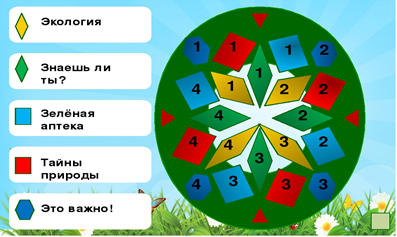 Экология
Знаешь ли
ты?
Зелёная
аптека
Тайны
природы
Это важно!
1 1 1 2
4 1 1 2 2
4 2
4 4 3 3 2
4 3 3 3